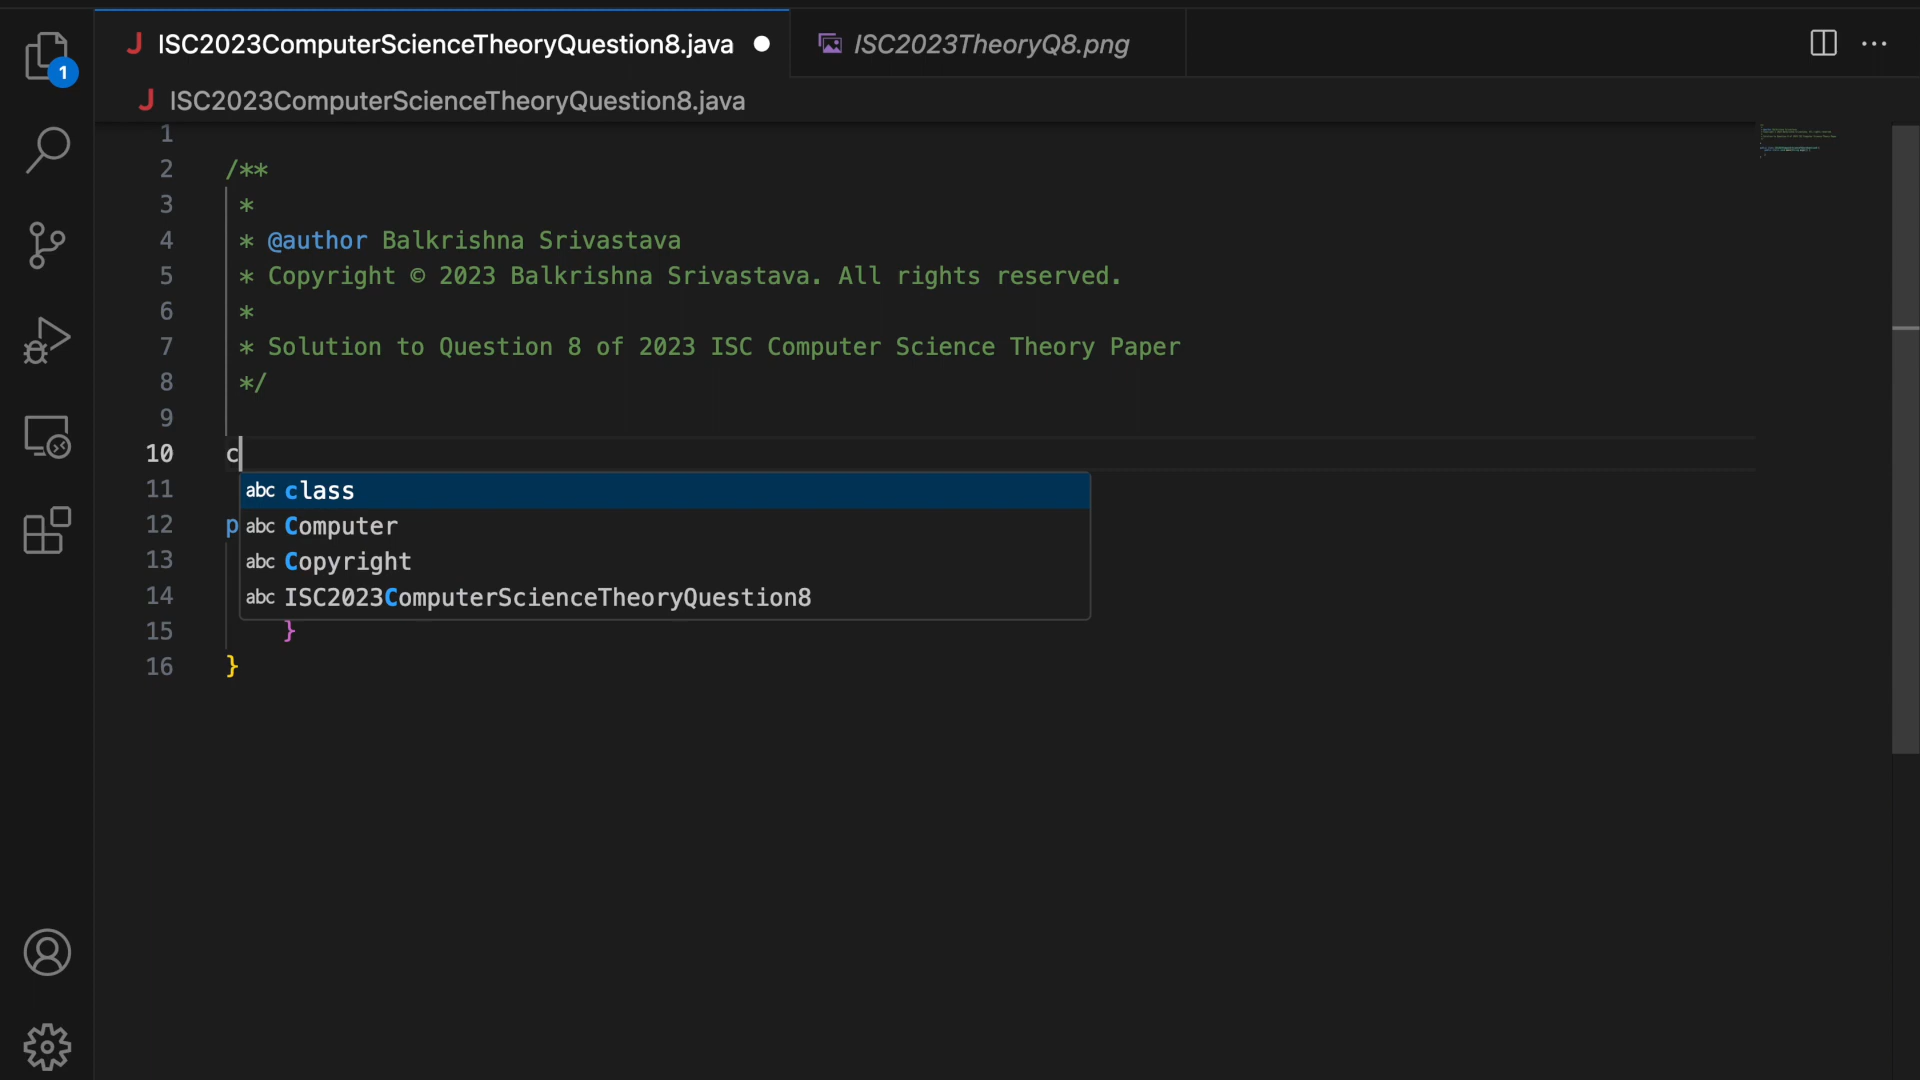 ISC2023ComputerScienceTheoryQuestion8.java
ISC2023TheoryQ8.png
1
ISC2023ComputerScienceTheoryQuestion8.java
1
2 /**
3 *
4 * @author Balkrishna Srivastava
5 * Copyright © 2023 Balkrishna Srivastava. All rights reserved.
6 *
7 * Solution to Question 8 of 2023 ISC Computer Science Theory Paper
8 */
9
10 c
11 abc class
12 p abc Computer
13 abc Copyright
14 abc ISC2023ComputerScienceTheoryQuestion8
15 }
16 }